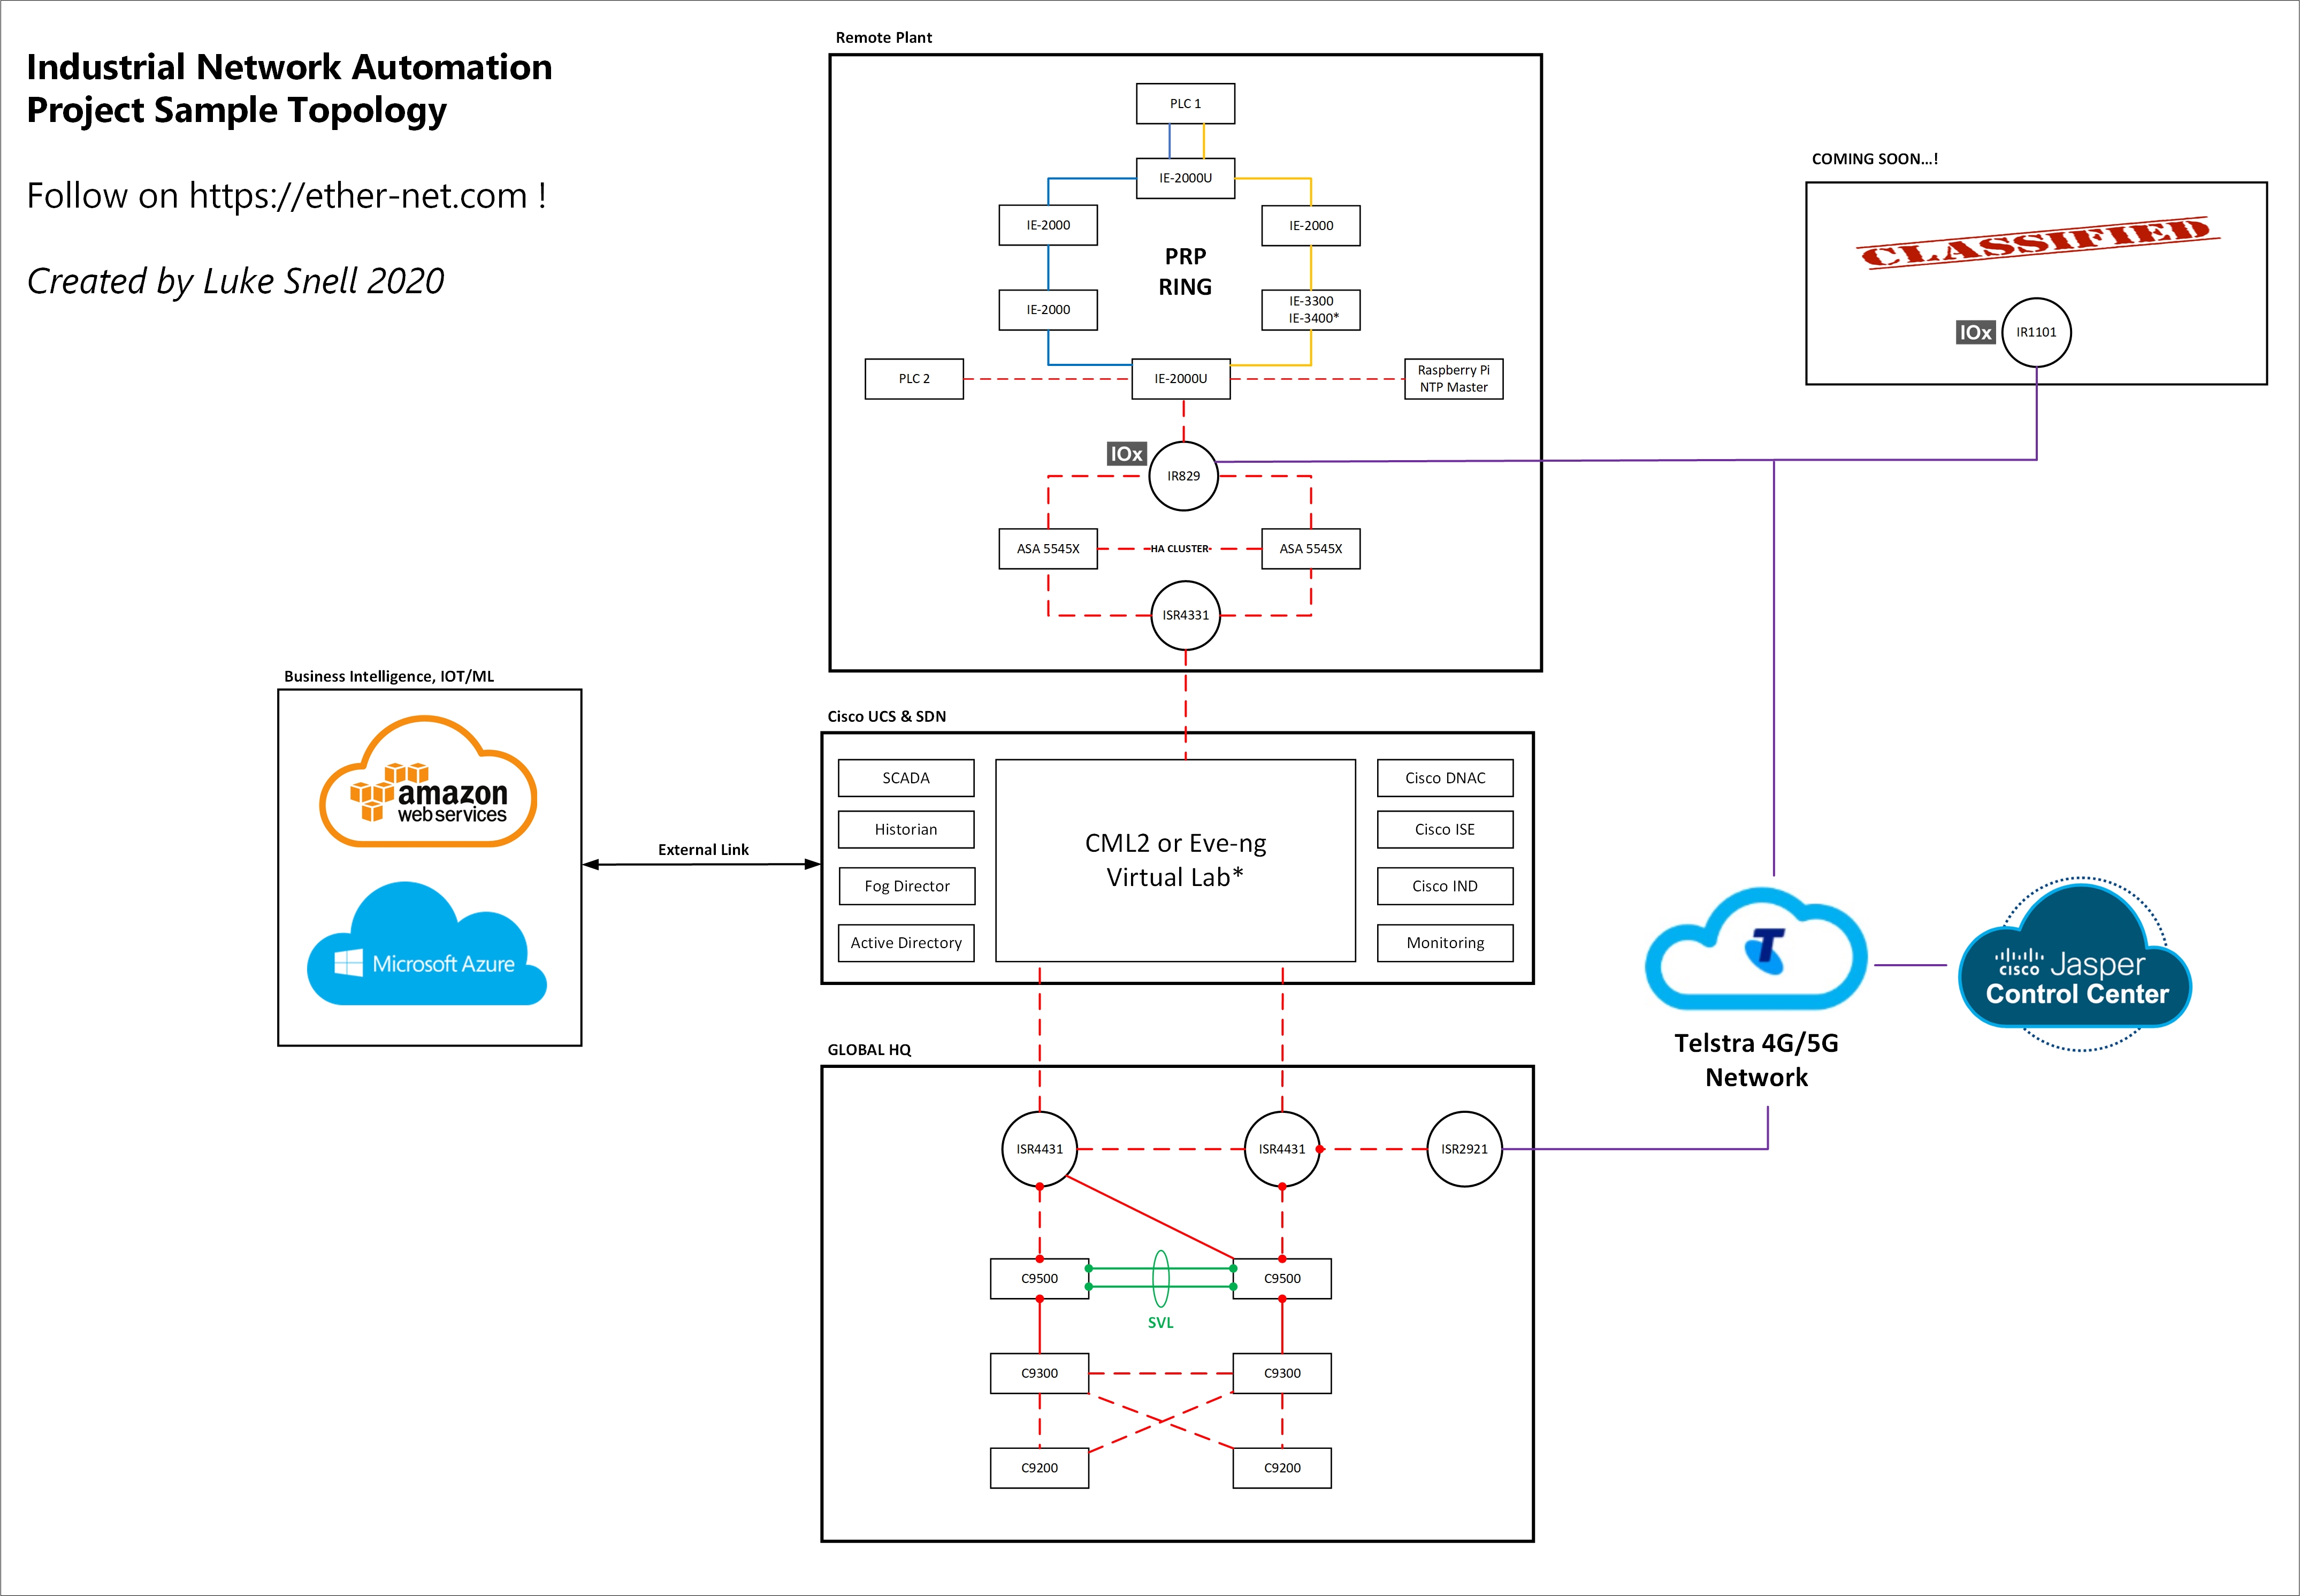 Industrial Network Automation
Project Sample Topology
Follow on https://ether-net.com !
Created by Luke Snell 2020
Remote Plant
PLC 1
IE-2000U
IE-2000
IE-2000
PRP
RING
IE-2000
IE-3300
IE-3400*
PLC 2
IE-2000U
Raspberry Pi
NTP Master
IOx
IR829
ASA 5545X
HA CLUSTER
ASA 5545X
ISR4331
COMING SOON...!
CLASSIFIED
IOx
IR1101
Business Intelligence, IOT/ML
amazon
web services
Microsoft Azure
External Link
Cisco UCS & SDN
SCADA
Historian
Fog Director
Active Directory
CML2 or Eve-ng
Virtual Lab*
Cisco DNAC
Cisco ISE
Cisco IND
Monitoring
T
Telstra 4G/5G
Network
cisco Jasper
Control Center
GLOBAL HQ
ISR4431
ISR4431
ISR2921
C9500
C9500
SVL
C9300
C9300
C9200
C9200